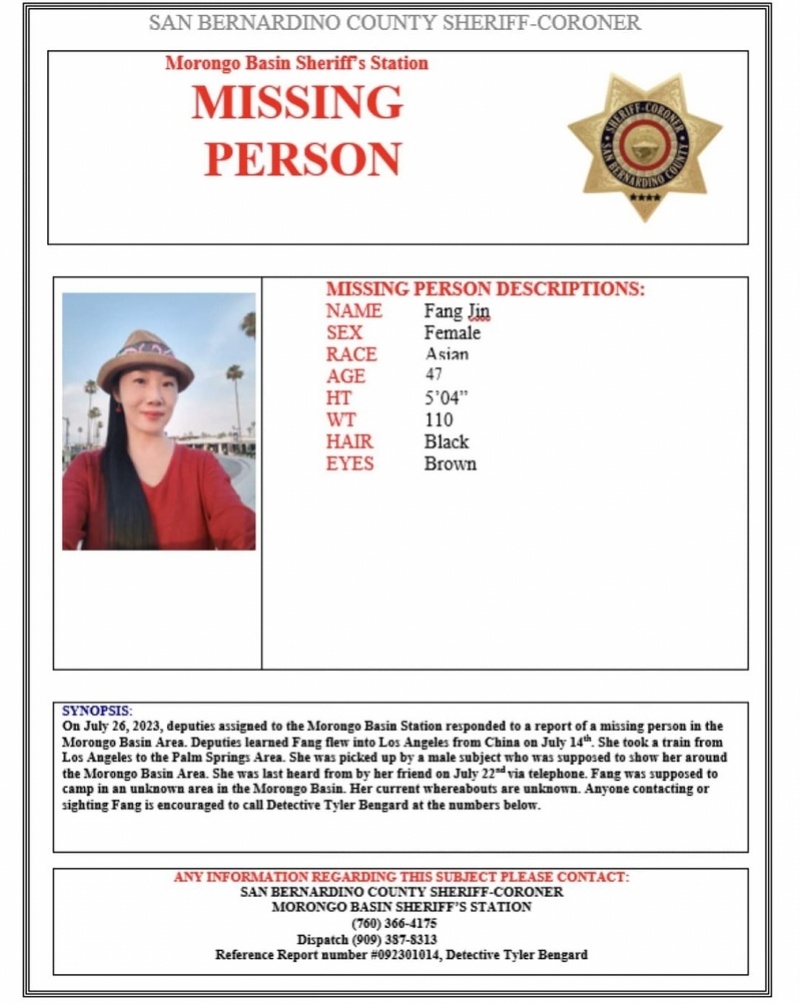 SAN BERNARDINO COUNTY SHERIFF-CORONER
Morongo Basin Sheriff's Station
MISSING
PERSON
SHERIFF-CORONER
SAN BERNARDINO COUNTY
MISSING PERSON DESCRIPTIONS:
NAME Fang Jin
SEX Female
RACE Asian
AGE 47
HT 5'04"
WT 110
HAIR Black
EYES Brown
SYNOPSIS:
On July 26, 2023, deputies assigned to the Morongo Basin Station responded to a report of a missing person in the
Morongo Basin Area. Deputies learned Fang flew into Los Angeles from China on July 14th. She took a train from
Los Angeles to the Palm Springs Area. She was picked up by a male subject who was supposed to show her around
the Morongo Basin Area. She was last heard from by her friend on July 22nd via telephone. Fang was supposed to
camp in an unknown area in the Morongo Basin. Her current whereabouts are unknown. Anyone contacting or
sighting Fang is encouraged to call Detective Tyler Bengard at the numbers below.
ANY INFORMATION REGARDING THIS SUBJECT PLEASE CONTACT:
SAN BERNARDINO COUNTY SHERIFF-CORONER
MORONGO BASIN SHERIFF'S STATION
(760) 366-4175
Dispatch (909) 387-8313
Reference Report number #092301014, Detective Tyler Bengard